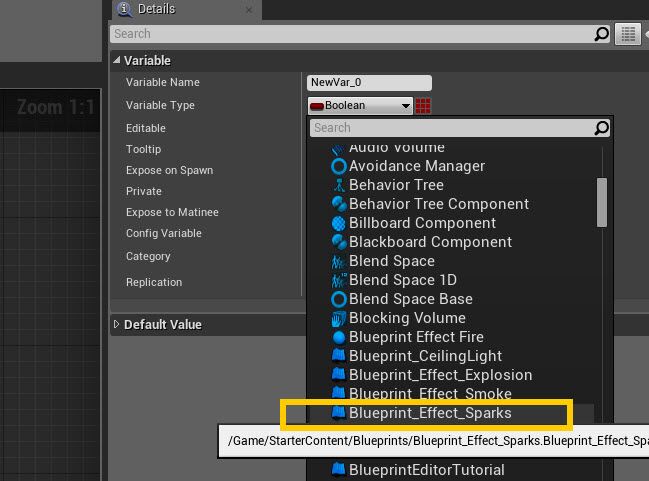 Details
Search
Zoom 1:1
Variable
Variable Name NewVar_0
Variable Type Boolean
Editable
Tooltip
Expose on Spawn
Private
Expose to Matinee
Config Variable
Category
Replication
Default Value
Search
Audio Volume
Avoidance Manager
Behavior Tree
Behavior Tree Component
Billboard Component
Blackboard Component
Blend Space
Blend Space 1D
Blend Space Base
Blocking Volume
Blueprint Effect Fire
Blueprint_CeilingLight
Blueprint_Effect_Explosion
Blueprint_Effect_Smoke
Blueprint_Effect_Sparks
/Game/StarterContent/Blueprints/Blueprint_Effect_Sparks.Blueprint_Effect_Spa
BlueprintEditorTutorial